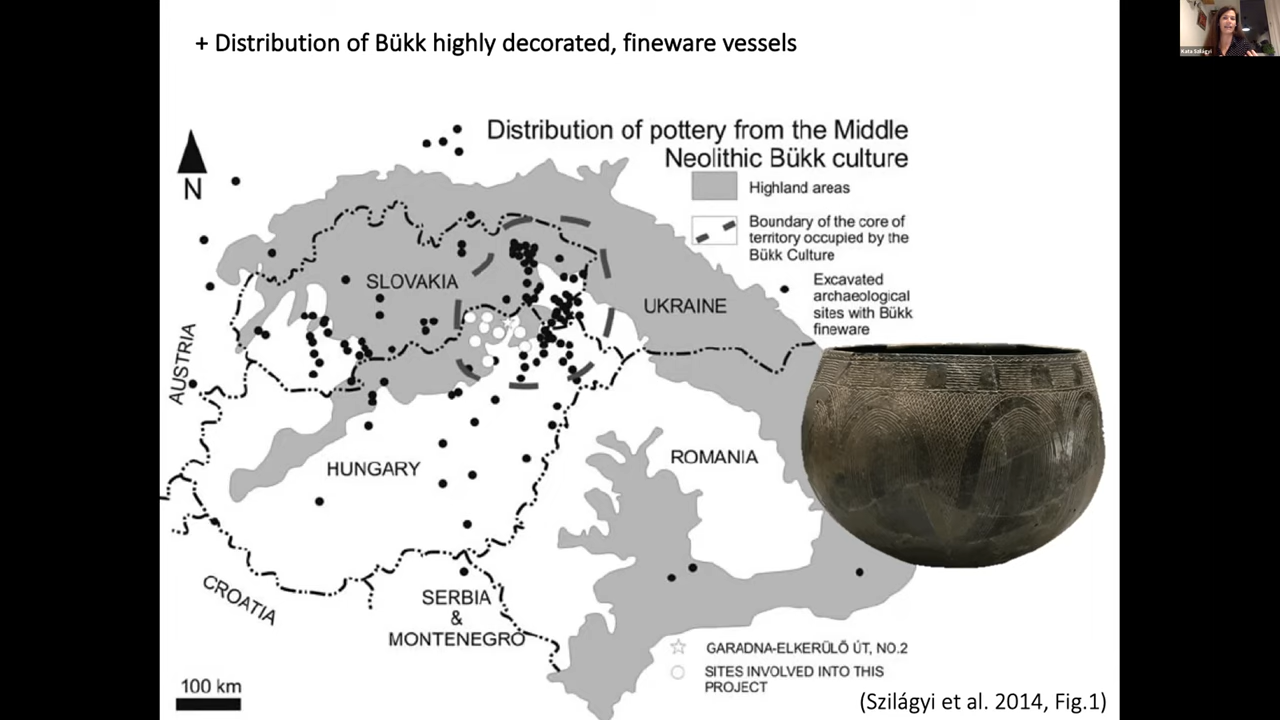 + Distribution of Bükk highly decorated, fineware vessels
Kata Szilágyi
Distribution of pottery from the Middle
Neolithic Bükk culture
N
Highland areas
Boundary of the core of
territory occupied by the
Bükk Culture
Excavated
archaeological
sites with Bükk
fineware
SLOVAKIA
UKRAINE
AUSTRIA
HUNGARY
ROMANIA
CROATIA
SERBIA
&
MONTENEGRO
GARADNA-ELKERÜLŐ ÚT, NO.2
SITES INVOLVED INTO THIS
PROJECT
100 km
(Szilágyi et al. 2014, Fig.1)